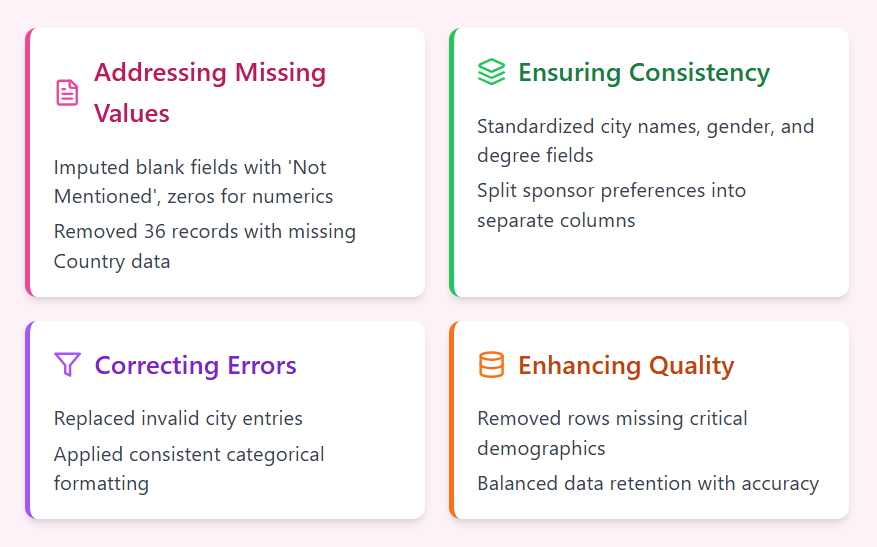 Addressing Missing
Values
Imputed blank fields with 'Not
Mentioned', zeros for numerics
Removed 36 records with missing
Country data
Ensuring Consistency
Standardized city names, gender, and
degree fields
Split sponsor preferences into
separate columns
Correcting Errors
Replaced invalid city entries
Applied consistent categorical
formatting
Enhancing Quality
Removed rows missing critical
demographics
Balanced data retention with accuracy